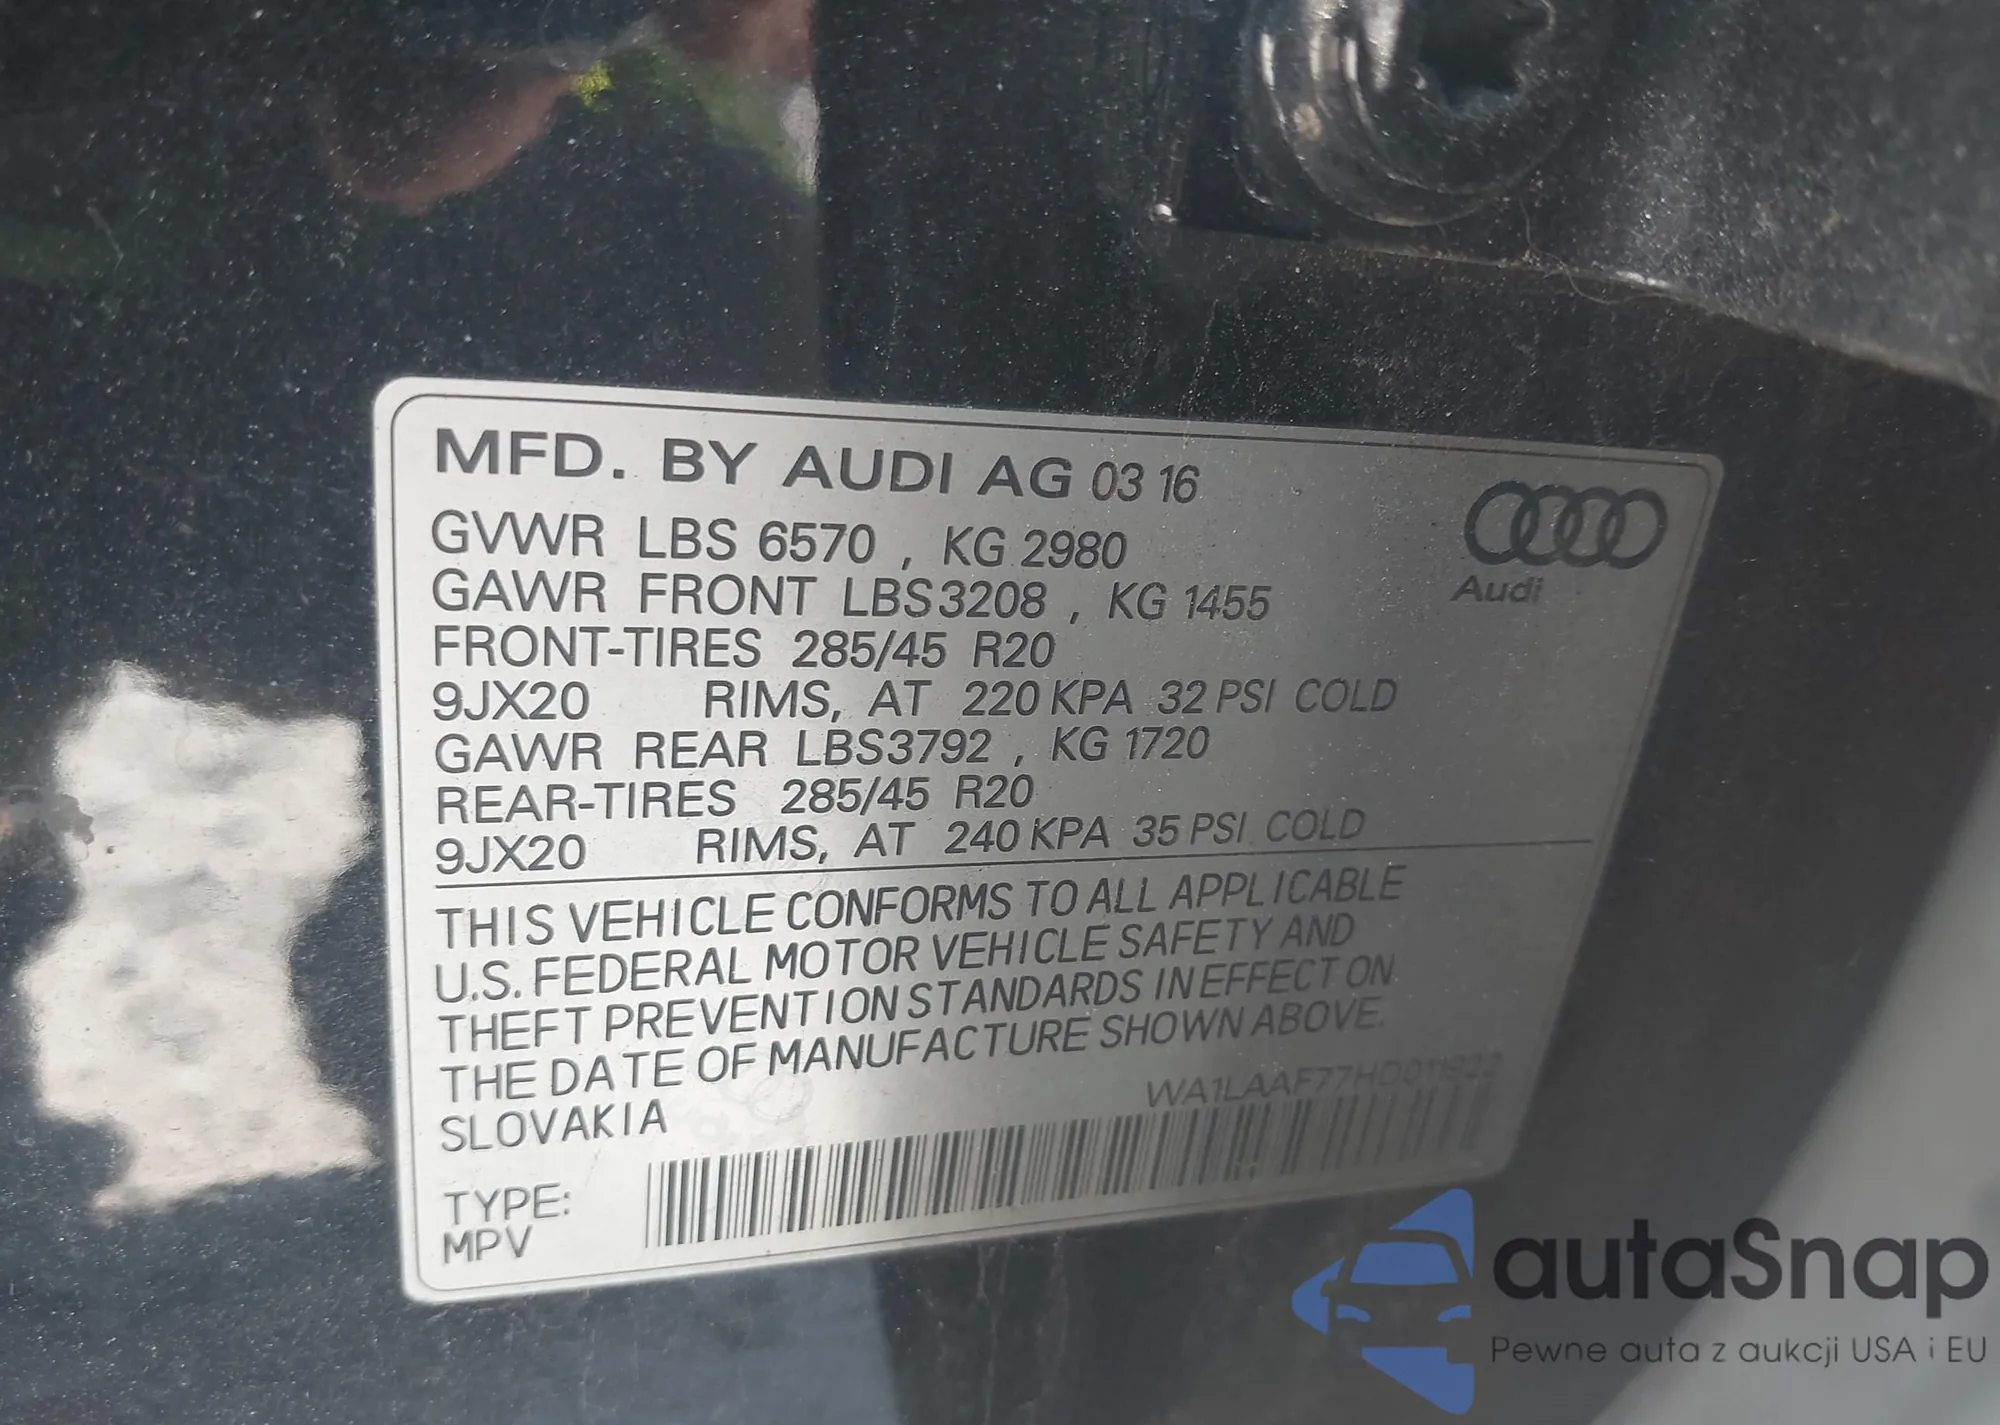 MFD. BY AUDI AG 03 16
GVWR LBS 6570 , KG 2980
GAWR FRONT LBS 3208 , KG 1455
Audi
FRONT-TIRES 285/45 R20
9JX20 RIMS, AT 220 KPA 32 PSI COLD
GAWR REAR LBS 3792 , KG 1720
REAR-TIRES 285/45 R20
9JX20 RIMS, AT 240 KPA 35 PSI COLD
THIS VEHICLE CONFORMS TO ALL APPLICABLE
U.S. FEDERAL MOTOR VEHICLE SAFETY AND
THEFT PREVENTION STANDARDS IN EFFECT ON
THE DATE OF MANUFACTURE SHOWN ABOVE.
SLOVAKIA
TYPE:
MPV
autaSnap
Pewne auta z aukcji USA i EU